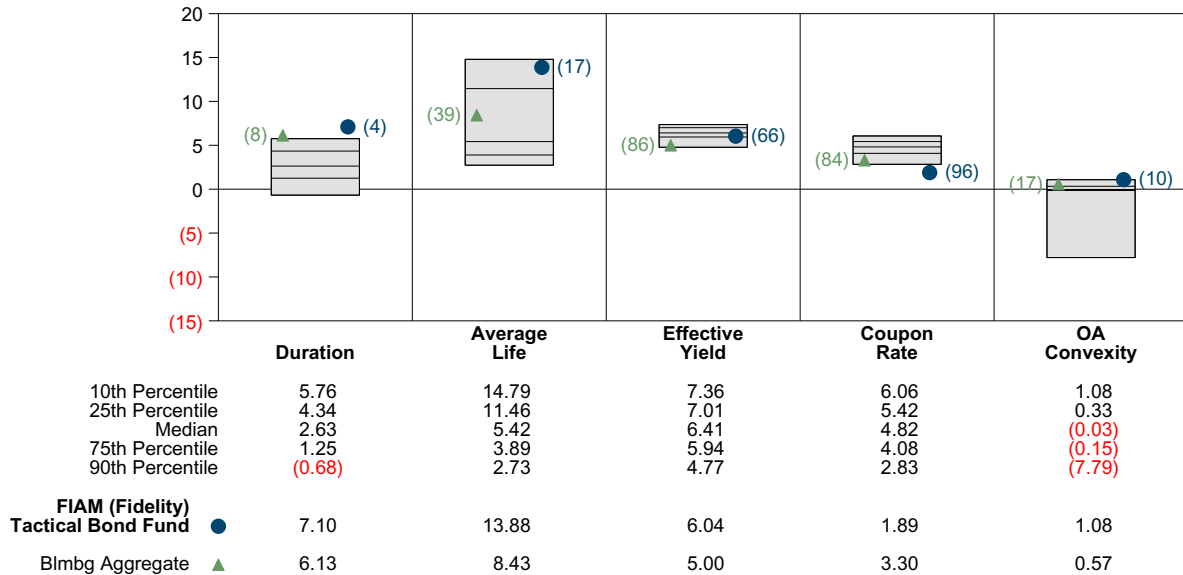 20
15
10
5
0
(5)
(10)
(15)
(8) (4)
(39) (17)
(86) (66)
(84) (96)
(17) (10)
Duration Average Life Effective Yield Coupon Rate OA Convexity
10th Percentile 5.76 14.79 7.36 6.06 1.08
25th Percentile 4.34 11.46 7.01 5.42 0.33
Median 2.63 5.42 6.41 4.82 (0.03)
75th Percentile 1.25 3.89 5.94 4.08 (0.15)
90th Percentile (0.68) 2.73 4.77 2.83 (7.79)
FIAM (Fidelity)
Tactical Bond Fund 7.10 13.88 6.04 1.89 1.08
Blmbg Aggregate 6.13 8.43 5.00 3.30 0.57